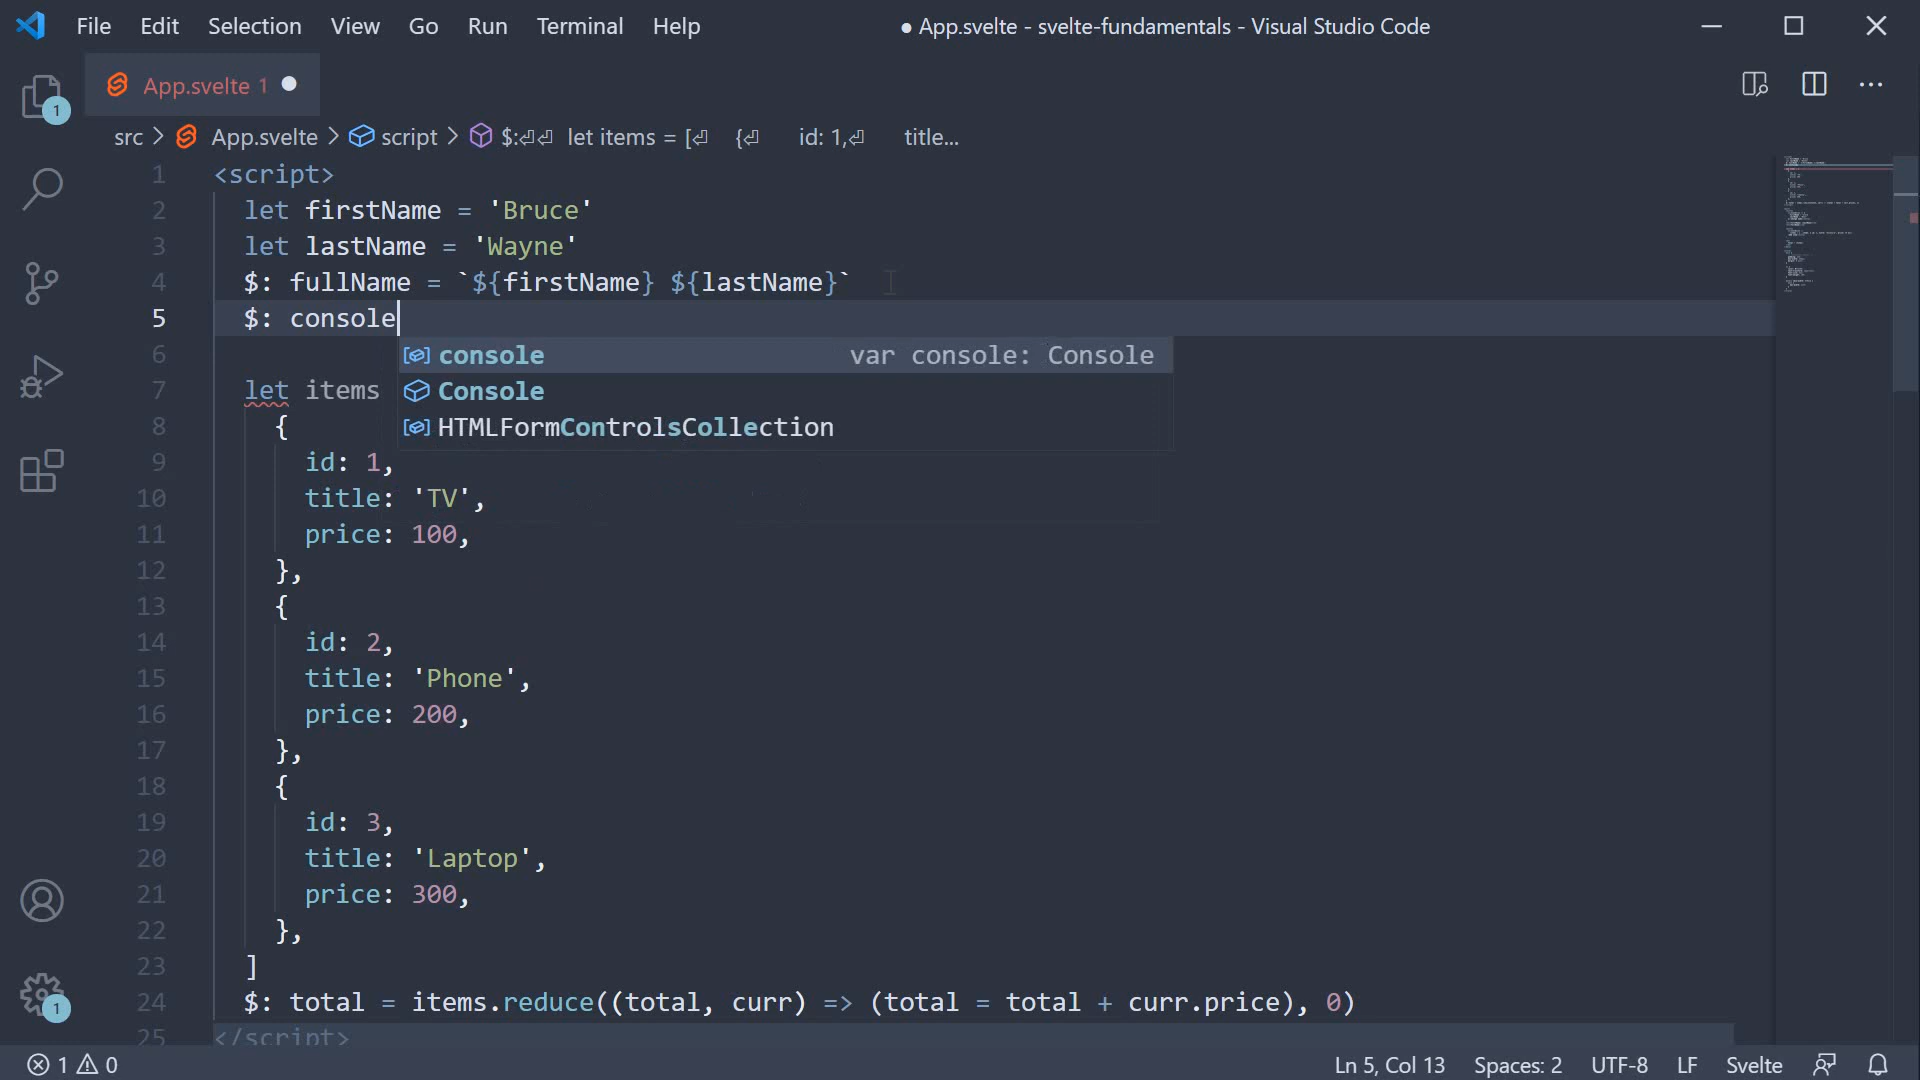 File Edit Selection View Go Run Terminal Help ● App.svelte - svelte-fundamentals - Visual Studio Code
App.svelte 1
src > App.svelte > script > $:⏎⏎ let items = [⏎ {⏎ id: 1,⏎ title...
1 <script>
2 let firstName = 'Bruce'
3 let lastName = 'Wayne'
4 $: fullName = `${firstName} ${lastName}`
5 $: console
6 console var console: Console
7 let items Console
8 { HTMLFormControlsCollection
9 id: 1,
10 title: 'TV',
11 price: 100,
12 },
13 {
14 id: 2,
15 title: 'Phone',
16 price: 200,
17 },
18 {
19 id: 3,
20 title: 'Laptop',
21 price: 300,
22 },
23 ]
24 $: total = items.reduce((total, curr) => (total = total + curr.price), 0)
25 </script>
1
1
1 0 Ln 5, Col 13 Spaces: 2 UTF-8 LF Svelte